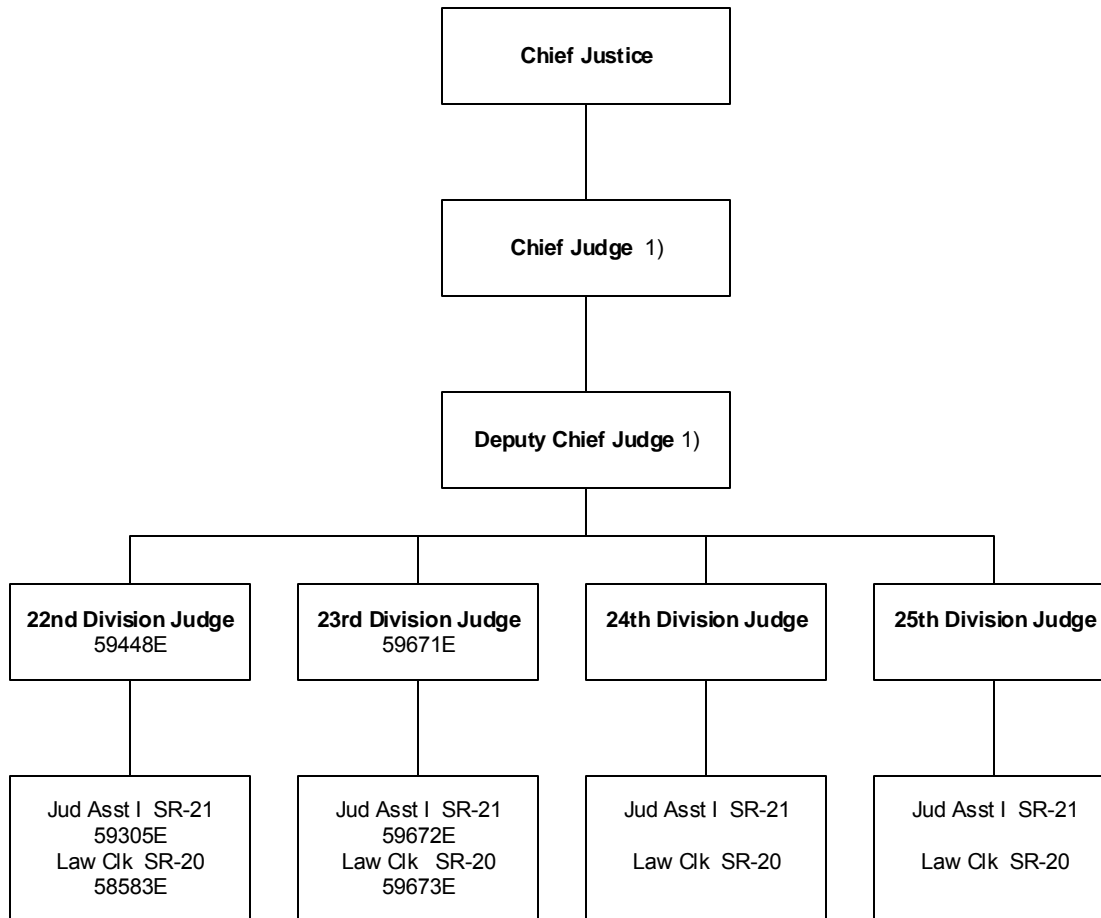 Chief Justice
Chief Judge 1)
Deputy Chief Judge 1)
22nd Division Judge
59448E
23rd Division Judge
59671E
24th Division Judge
25th Division Judge
Jud Asst I SR-21
59305E
Law Clk SR-20
58583E
Jud Asst I SR-21
59672E
Law Clk SR-20
59673E
Jud Asst I SR-21
Law Clk SR-20
Jud Asst I SR-21
Law Clk SR-20